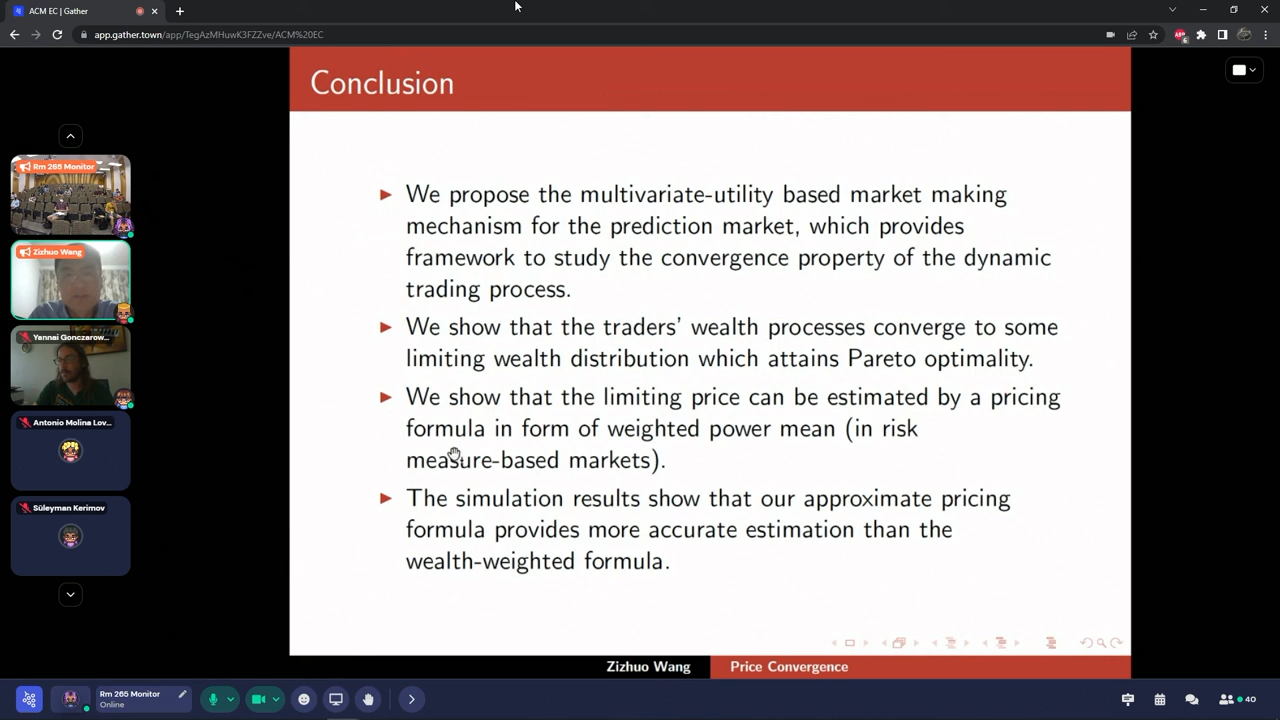 ACM EC | Gather
app.gather.town/app/TegAzMHuwK3FZZve/ACM%20EC
Conclusion
Rm 265 Monitor
Zizhuo Wang
Yannai Gonczarow...
Antonio Molina Lov...
Süleyman Kerimov
We propose the multivariate-utility based market making
mechanism for the prediction market, which provides
framework to study the convergence property of the dynamic
trading process.
We show that the traders' wealth processes converge to some
limiting wealth distribution which attains Pareto optimality.
We show that the limiting price can be estimated by a pricing
formula in form of weighted power mean (in risk
measure-based markets).
The simulation results show that our approximate pricing
formula provides more accurate estimation than the
wealth-weighted formula.
Zizhuo Wang
Price Convergence
Rm 265 Monitor
Online
40